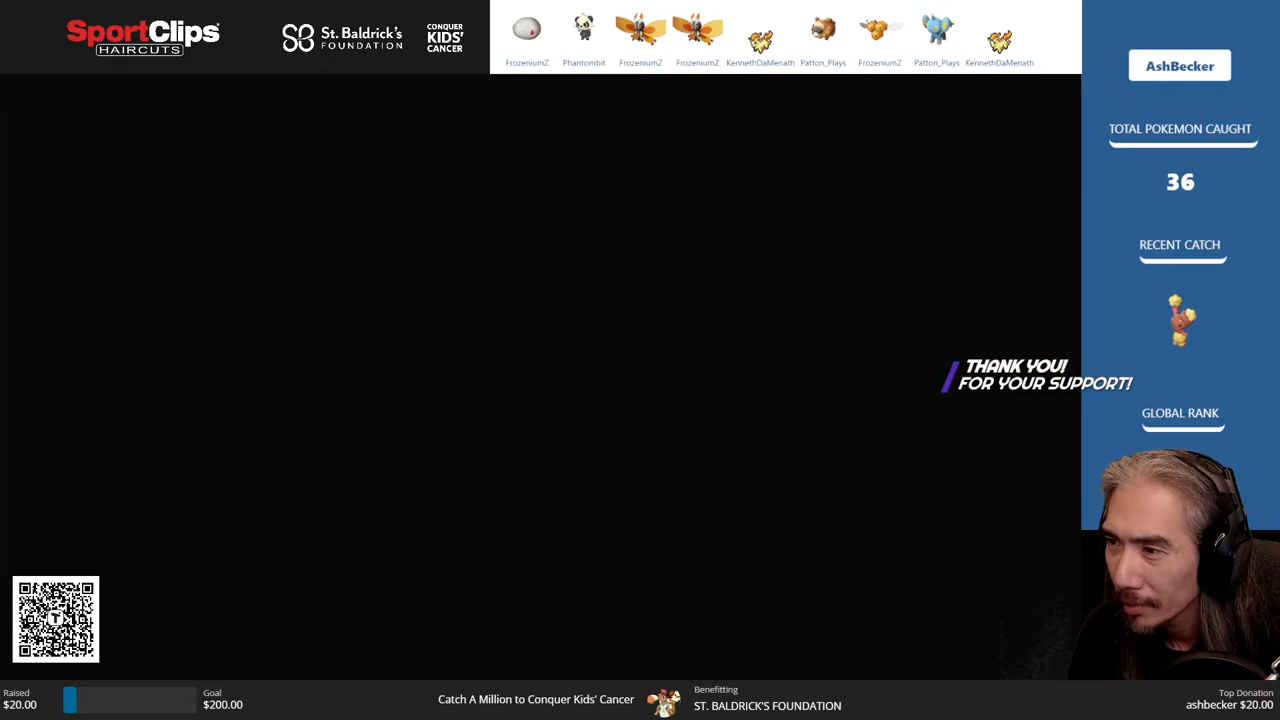 SportClips
HAIRCUTS
St. Baldrick's
FOUNDATION
CONQUER
KIDS'
CANCER
FrozeniumZ
Phantombit
FrozeniumZ
FrozeniumZ
KennethDaMenath
Patton_Plays
FrozeniumZ
Patton_Plays
KennethDaMenath
AshBecker
TOTAL POKEMON CAUGHT
36
RECENT CATCH
THANK YOU!
FOR YOUR SUPPORT!
GLOBAL RANK
Raised
$20.00
Goal
$200.00
Catch A Million to Conquer Kids' Cancer
Benefitting
ST. BALDRICK'S FOUNDATION
Top Donation
ashbecker $20.00